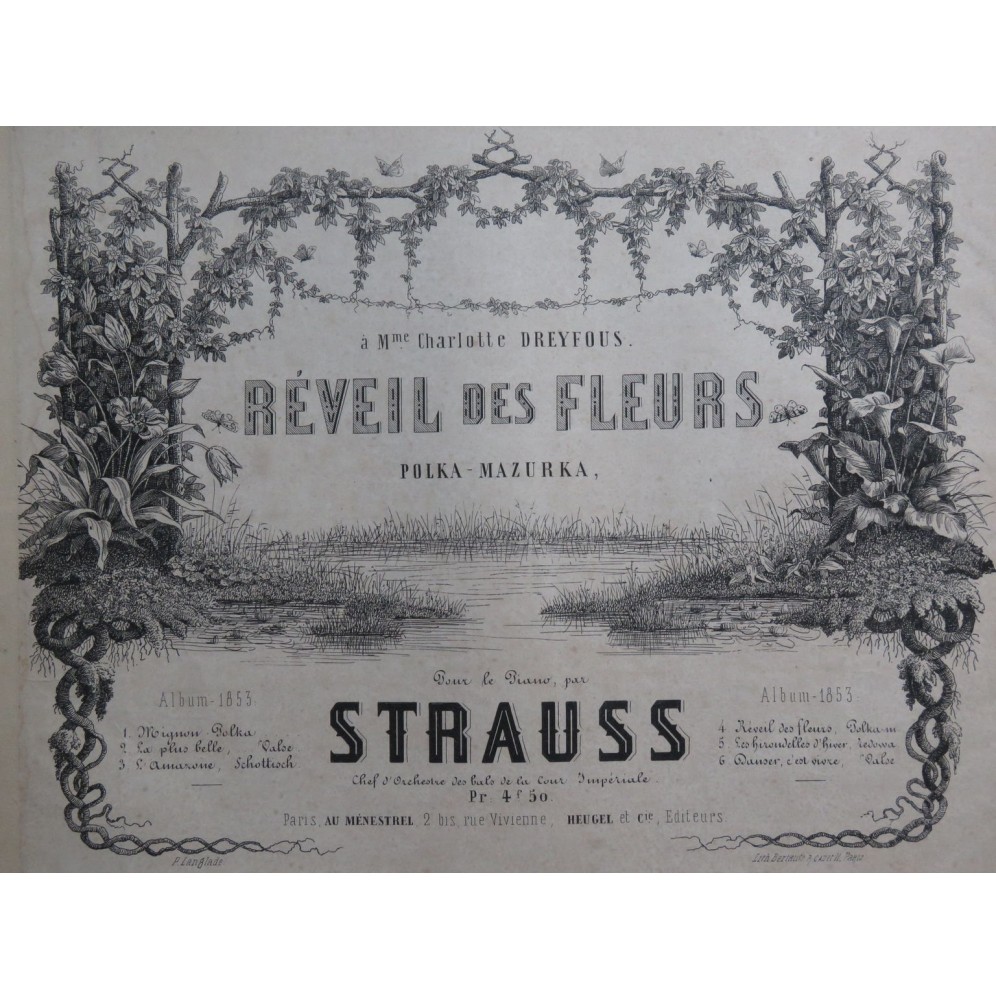 à Mme Charlotte DREYFOUS.
RÉVEIL DES FLEURS
POLKA-MAZURKA,
Pour le Piano, par
STRAUSS
Chef d'Orchestre des bals de la Cour Impériale.
Pr. 4f 50.
Album-1853.
1. Mignon Polka
2. La plus belle, Valse
3. L'Amazone, Schottisch.
Album-1853.
4 Réveil des fleurs, Polka-m.
5 Les hirondelles d'hiver, redowa
6 Danser, c'est vivre, Valse
Paris, AU MÉNESTREL, 2 bis, rue Vivienne, HEUGEL et Cie, Editeurs.
P. Langlade
Lith.